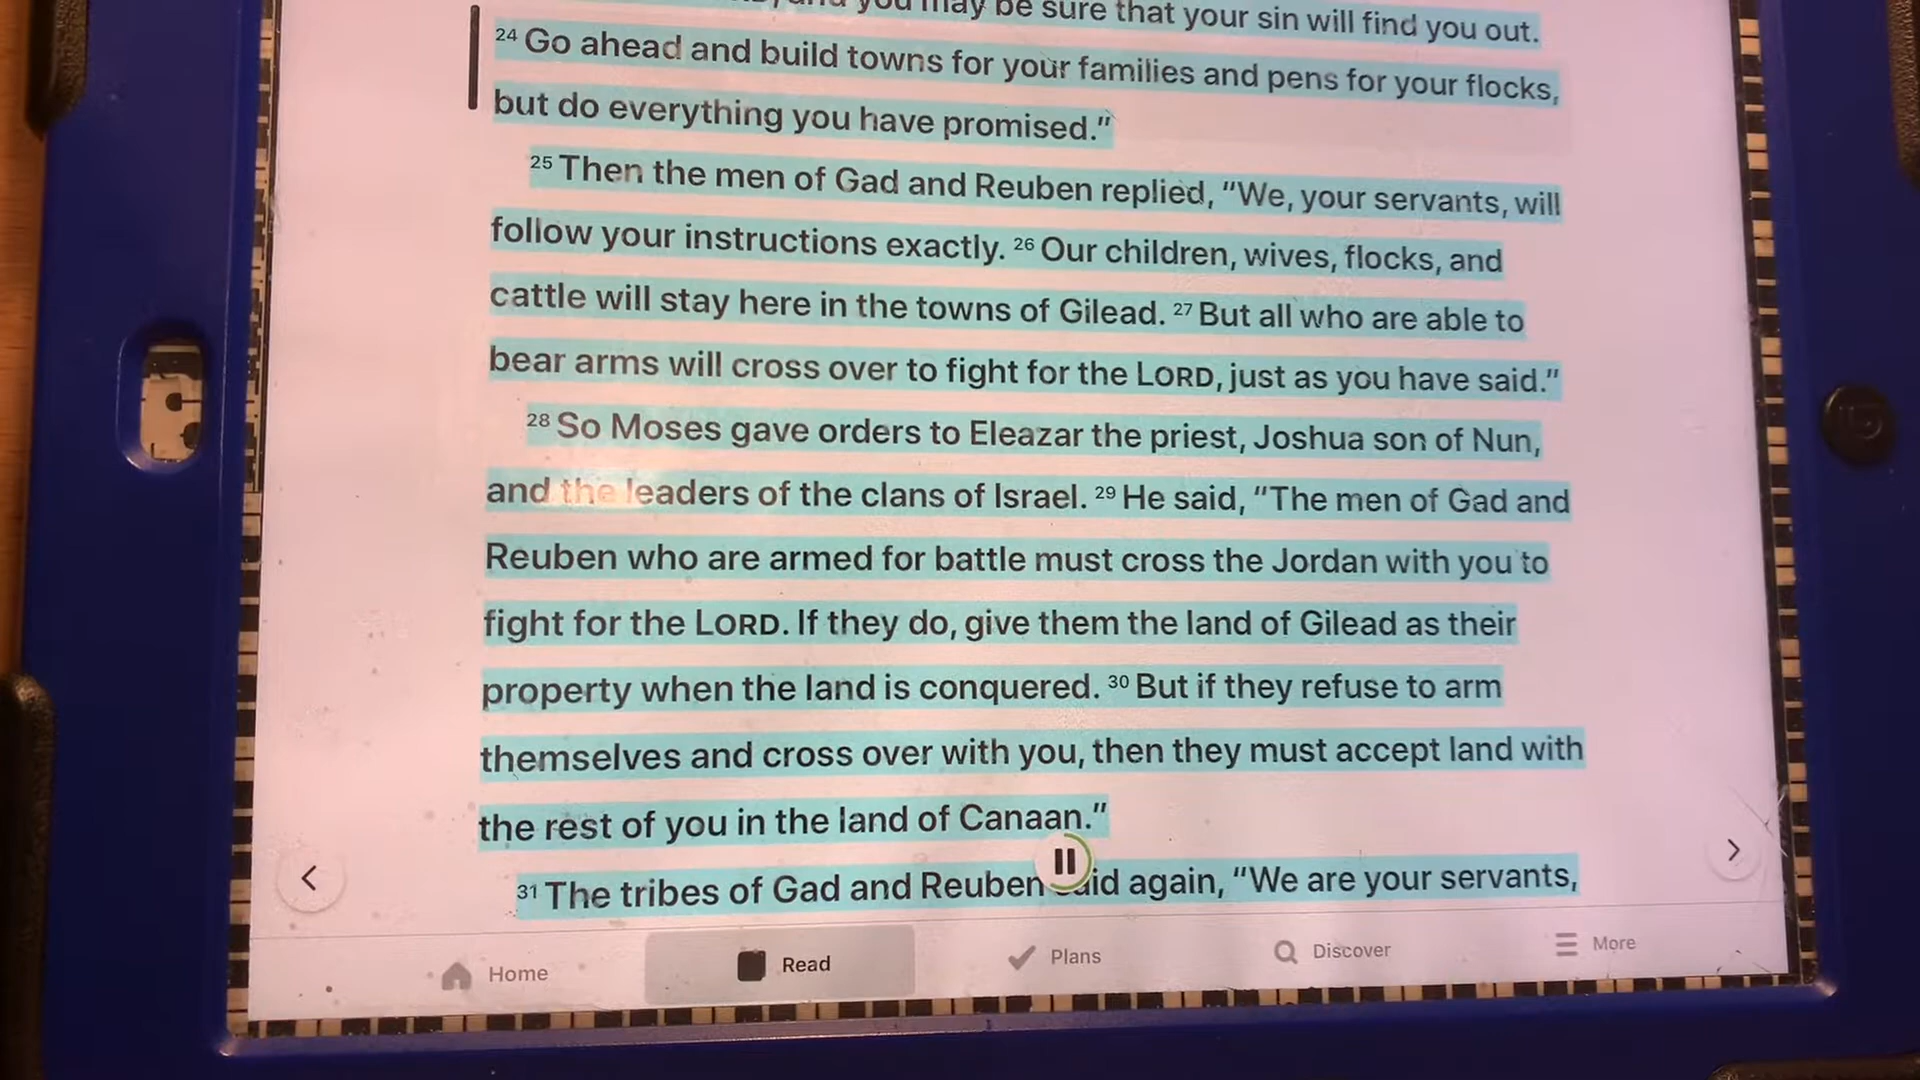 you may be sure that your sin will find you out.
24 Go ahead and build towns for your families and pens for your flocks,
but do everything you have promised.”
25 Then the men of Gad and Reuben replied, “We, your servants, will
follow your instructions exactly. 26 Our children, wives, flocks, and
cattle will stay here in the towns of Gilead. 27 But all who are able to
bear arms will cross over to fight for the LORD, just as you have said.”
28 So Moses gave orders to Eleazar the priest, Joshua son of Nun,
and the leaders of the clans of Israel. 29 He said, “The men of Gad and
Reuben who are armed for battle must cross the Jordan with you to
fight for the LORD. If they do, give them the land of Gilead as their
property when the land is conquered. 30 But if they refuse to arm
themselves and cross over with you, then they must accept land with
the rest of you in the land of Canaan.”
31 The tribes of Gad and Reuben said again, “We are your servants,
Home Read Plans Discover More